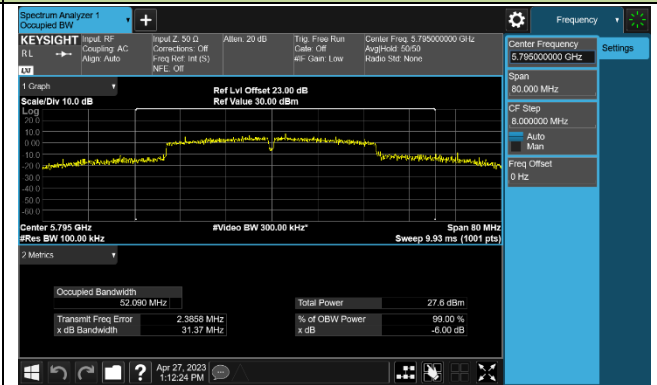 Spectrum Analyzer 1
Occupied BW
Frequency
KEYSIGHT
RL
LXI
Input: RF
Coupling: AC
Align: Auto
Input Z: 50 Ω
Corrections: Off
Freq Ref: Int (S)
NFE: Off
Atten: 20 dB
Trig: Free Run
Gate: Off
#IF Gain: Low
Center Freq: 5.795000000 GHz
Avg|Hold: 50/50
Radio Std: None
Center Frequency
5.795000000 GHz
Settings
Span
80.000 MHz
CF Step
8.000000 MHz
Auto
Man
Freq Offset
0 Hz
1 Graph
Scale/Div 10.0 dB
Ref Lvl Offset 23.00 dB
Ref Value 30.00 dBm
Log
20.0
10.0
0.00
-10.0
-20.0
-30.0
-40.0
-50.0
-60.0
Center 5.795 GHz
#Res BW 100.00 kHz
#Video BW 300.00 kHz*
Span 80 MHz
Sweep 9.93 ms (1001 pts)
2 Metrics
Occupied Bandwidth
52.090 MHz
Total Power 27.6 dBm
Transmit Freq Error 2.3858 MHz % of OBW Power 99.00 %
x dB Bandwidth 31.37 MHz x dB -6.00 dB
Apr 27, 2023
1:12:24 PM